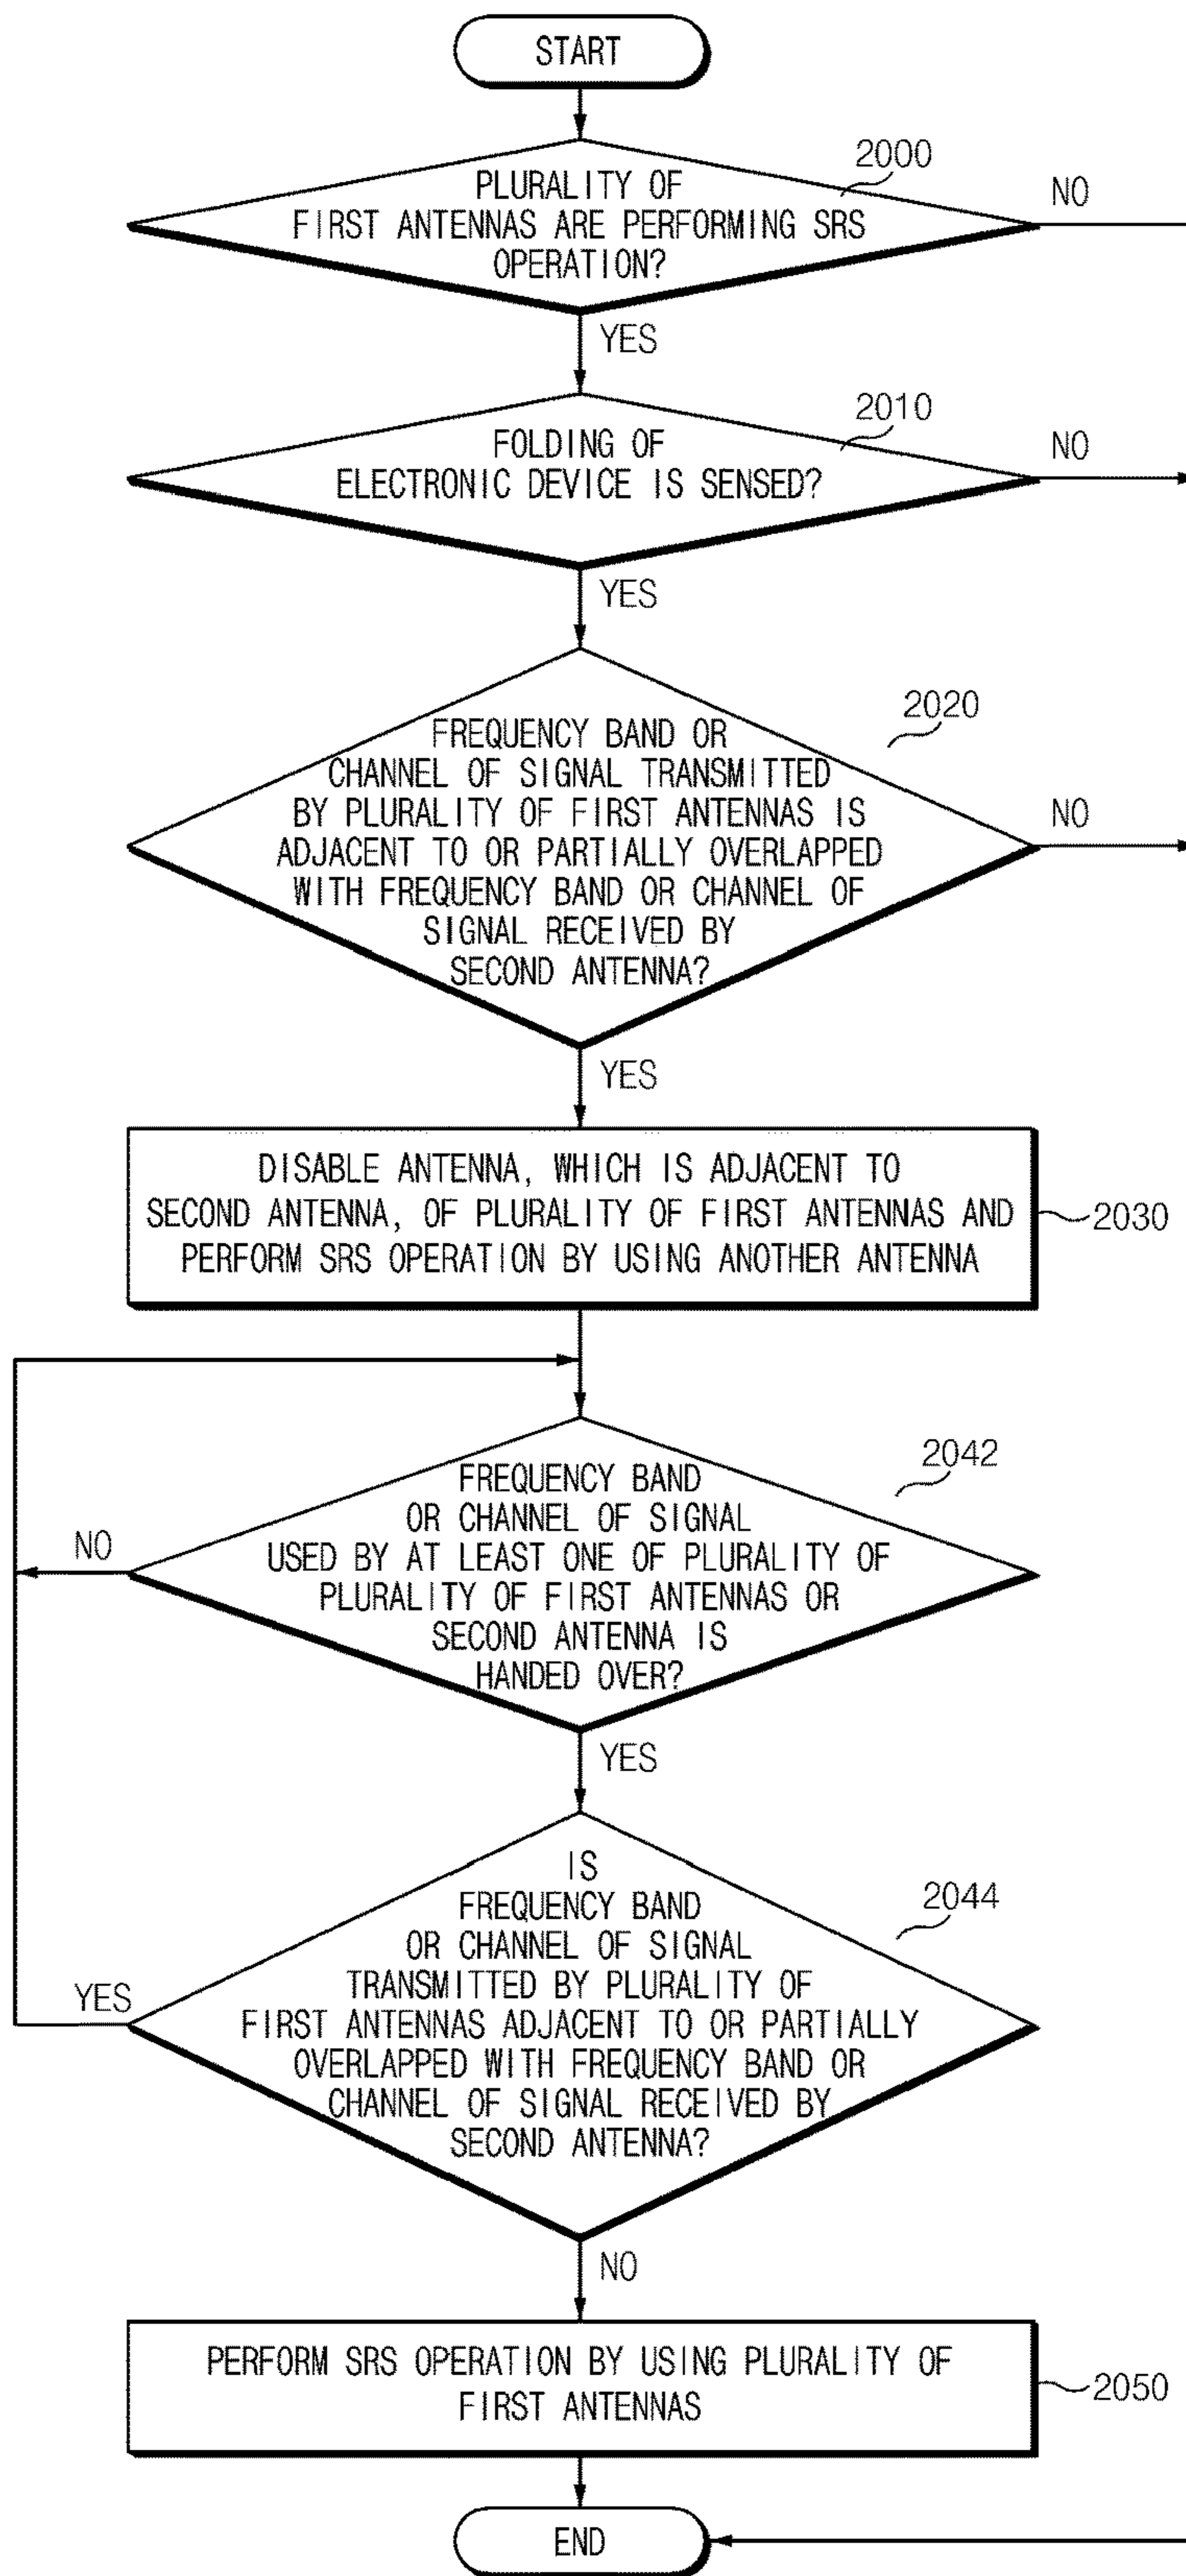 START
2000
PLURALITY OF
FIRST ANTENNAS ARE PERFORMING SRS
OPERATION?
NO
YES
2010
FOLDING OF
ELECTRONIC DEVICE IS SENSED?
NO
YES
2020
FREQUENCY BAND OR
CHANNEL OF SIGNAL TRANSMITTED
BY PLURALITY OF FIRST ANTENNAS IS
ADJACENT TO OR PARTIALLY OVERLAPPED
WITH FREQUENCY BAND OR CHANNEL OF
SIGNAL RECEIVED BY
SECOND ANTENNA?
NO
YES
DISABLE ANTENNA, WHICH IS ADJACENT TO
SECOND ANTENNA, OF PLURALITY OF FIRST ANTENNAS AND
PERFORM SRS OPERATION BY USING ANOTHER ANTENNA
2030
2042
FREQUENCY BAND
OR CHANNEL OF SIGNAL
USED BY AT LEAST ONE OF PLURALITY OF
PLURALITY OF FIRST ANTENNAS OR
SECOND ANTENNA IS
HANDED OVER?
NO
YES
2044
IS
FREQUENCY BAND
OR CHANNEL OF SIGNAL
TRANSMITTED BY PLURALITY OF
FIRST ANTENNAS ADJACENT TO OR PARTIALLY
OVERLAPPED WITH FREQUENCY BAND OR
CHANNEL OF SIGNAL RECEIVED BY
SECOND ANTENNA?
YES
NO
PERFORM SRS OPERATION BY USING PLURALITY OF
FIRST ANTENNAS
2050
END